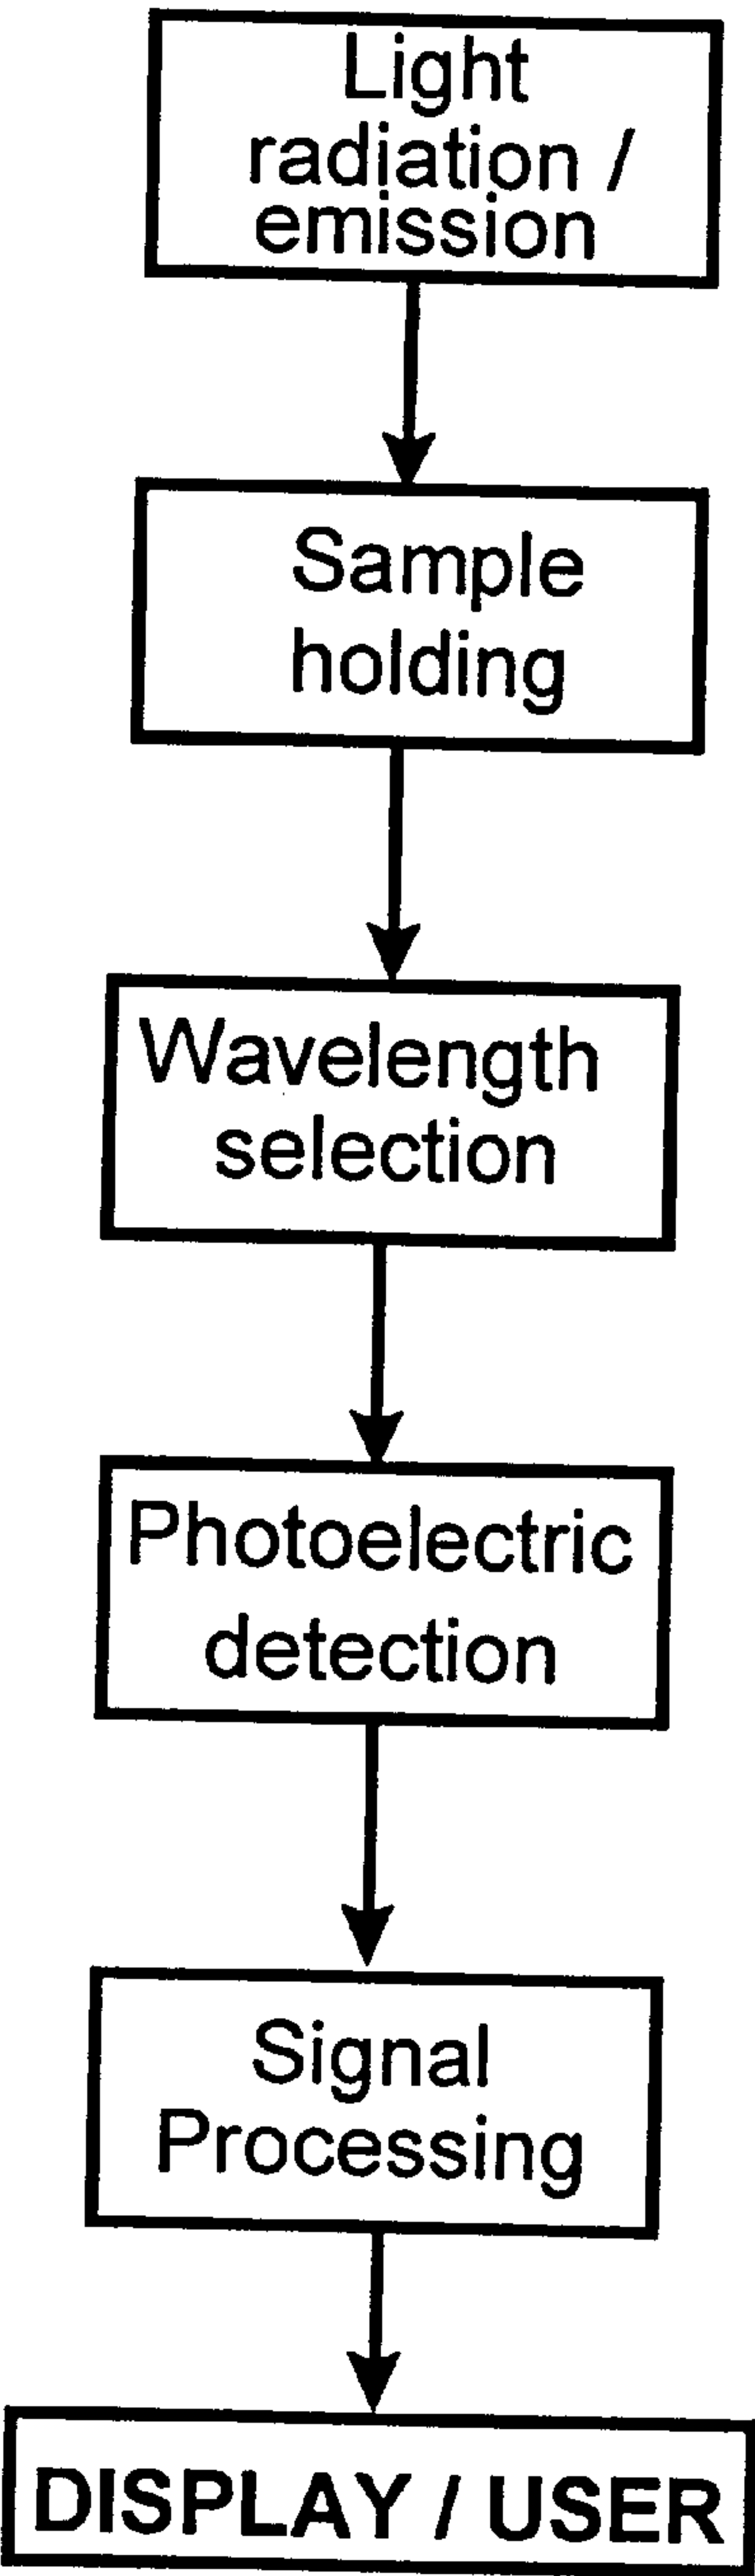 Light
radiation /
emission
Sample
holding
Wavelength
selection
Photoelectric
detection
Signal
Processing
DISPLAY / USER